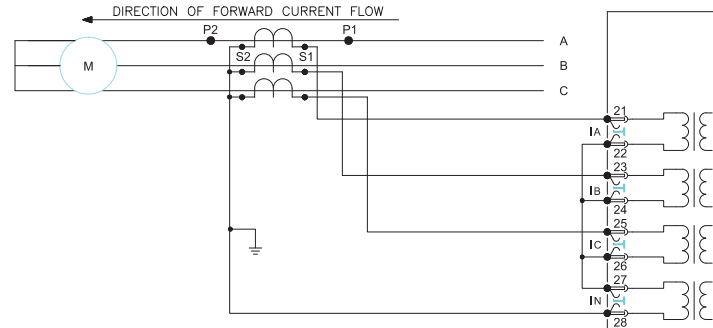 DIRECTION OF FORWARD CURRENT FLOW
P2 P1
A
S2 S1
M
B
C
21
IA
22
23
IB
24
25
IC
26
27
IN
28